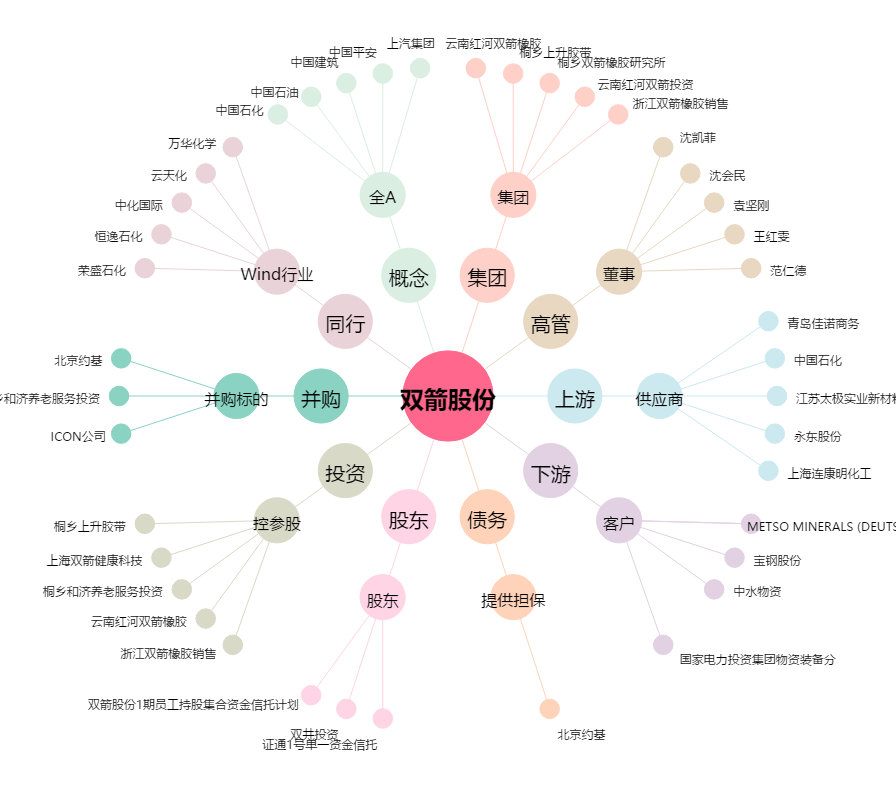 上汽集团
云南红河双箭橡胶
中国平安
桐乡上升胶带
中国建筑
桐乡双箭橡胶研究所
中国石油
云南红河双箭投资
中国石化
浙江双箭橡胶销售
万华化学
沈凯菲
云天化
沈会民
中化国际
袁坚刚
恒逸石化
王红雯
荣盛石化
范仁德
全A
集团
Wind行业
董事
概念
集团
同行
高管
青岛佳诺商务
北京约基
中国石化
乡和济养老服务投资
并购标的
并购
双箭股份
上游
供应商
江苏太极实业新材料
ICON公司
永东股份
上海连康明化工
投资
下游
控参股
股东
债务
客户
桐乡上升胶带
METSO MINERALS (DEUTS
上海双箭健康科技
宝钢股份
桐乡和济养老服务投资
中水物资
股东
提供担保
云南红河双箭橡胶
浙江双箭橡胶销售
国家电力投资集团物资装备分
双箭股份1期员工持股集合资金信托计划
双井投资
北京约基
证通1号单一资金信托